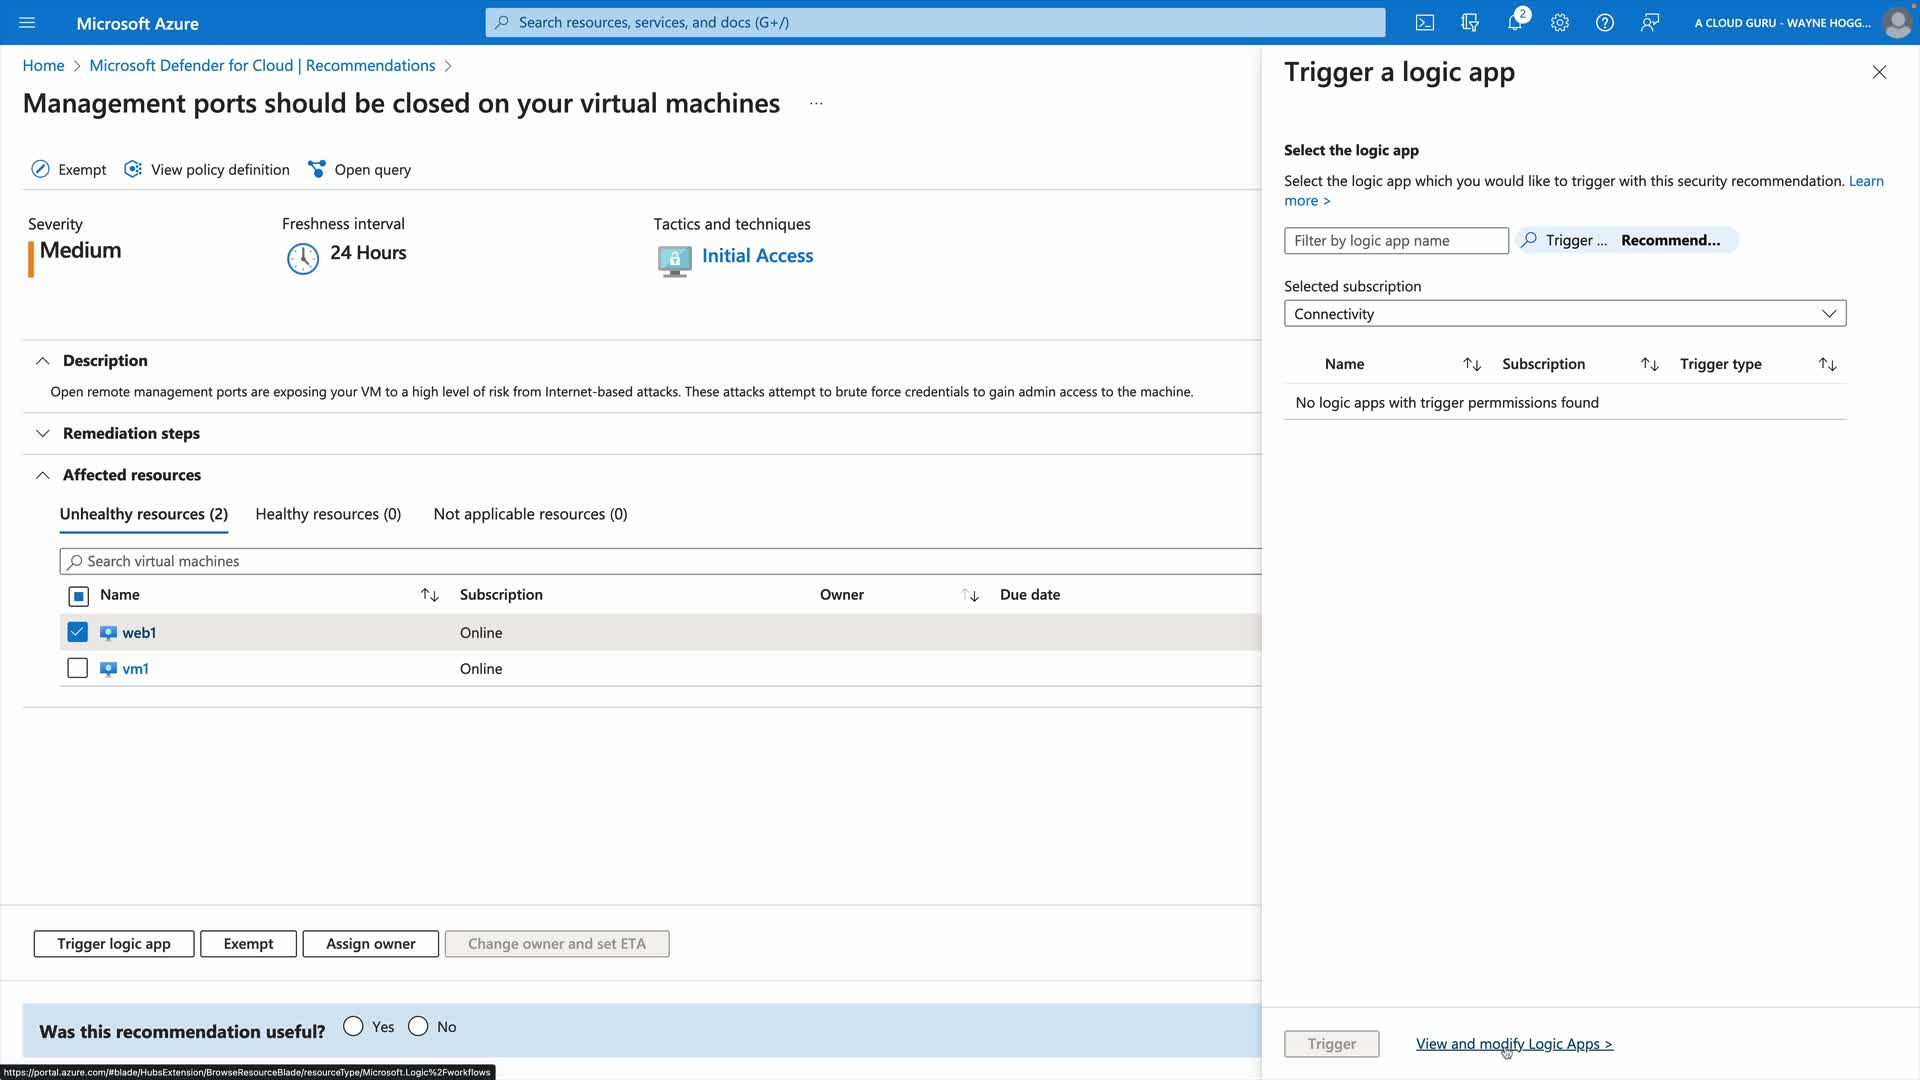 Microsoft Azure
Search resources, services, and docs (G+/)
2
A CLOUD GURU - WAYNE HOGG...
Home > Microsoft Defender for Cloud | Recommendations >
Management ports should be closed on your virtual machines ...
Exempt View policy definition Open query
Severity
Medium
Freshness interval
24 Hours
Tactics and techniques
Initial Access
Description
Open remote management ports are exposing your VM to a high level of risk from Internet-based attacks. These attacks attempt to brute force credentials to gain admin access to the machine.
Remediation steps
Affected resources
Unhealthy resources (2) Healthy resources (0) Not applicable resources (0)
Search virtual machines
Name Subscription Owner Due date
web1 Online
vm1 Online
Trigger logic app Exempt Assign owner Change owner and set ETA
Was this recommendation useful? Yes No
https://portal.azure.com/#blade/HubsExtension/BrowseResourceBlade/resourceType/Microsoft.Logic%2Fworkflows
Trigger a logic app
Select the logic app
Select the logic app which you would like to trigger with this security recommendation. Learn
more >
Filter by logic app name Trigger ... Recommend...
Selected subscription
Connectivity
Name Subscription Trigger type
No logic apps with trigger permmissions found
Trigger View and modify Logic Apps >